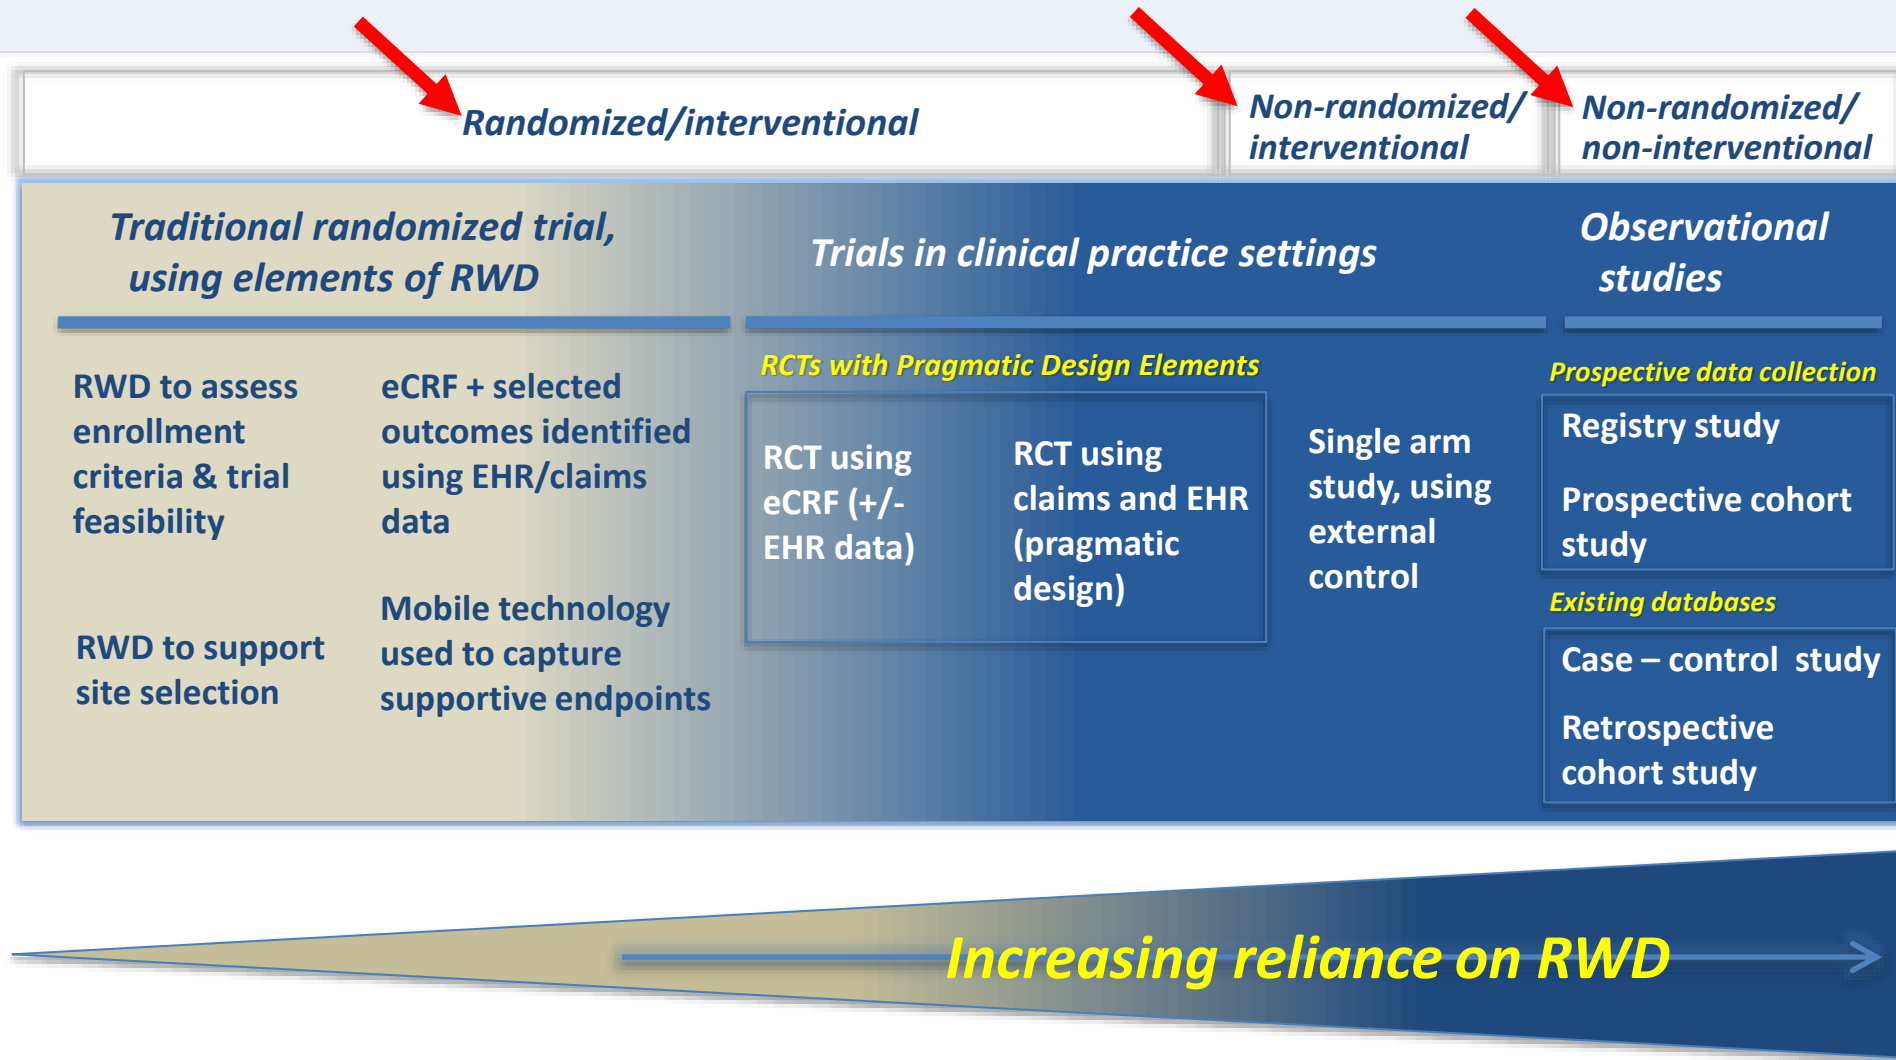 Randomized/interventional
Non-randomized/
interventional
Non-randomized/
non-interventional
Traditional randomized trial,
using elements of RWD
Trials in clinical practice settings
Observational
studies
RWD to assess
enrollment
criteria & trial
feasibility
RWD to support
site selection
eCRF + selected
outcomes identified
using EHR/claims
data
Mobile technology
used to capture
supportive endpoints
RCTs with Pragmatic Design Elements
RCT using
eCRF (+/-
EHR data)
RCT using
claims and EHR
(pragmatic
design)
Single arm
study, using
external
control
Prospective data collection
Registry study
Prospective cohort
study
Existing databases
Case – control  study
Retrospective
cohort study
Increasing reliance on RWD